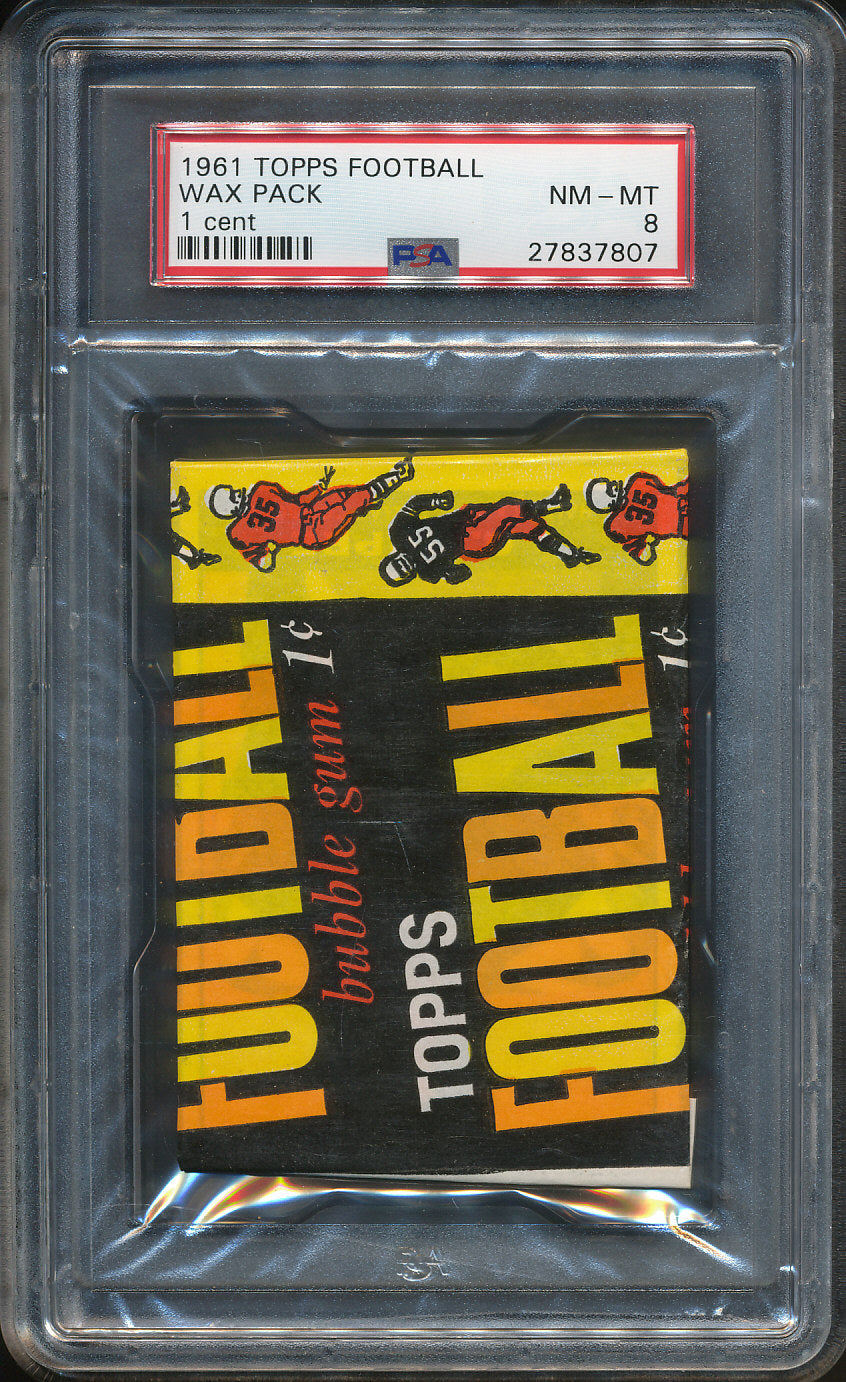 1961 TOPPS FOOTBALL
WAX PACK NM – MT
1 cent 8
PSA 27837807
35
55
35
FOOTBALL
bubble gum 1¢
TOPPS
FOOTBALL
1¢
PSA